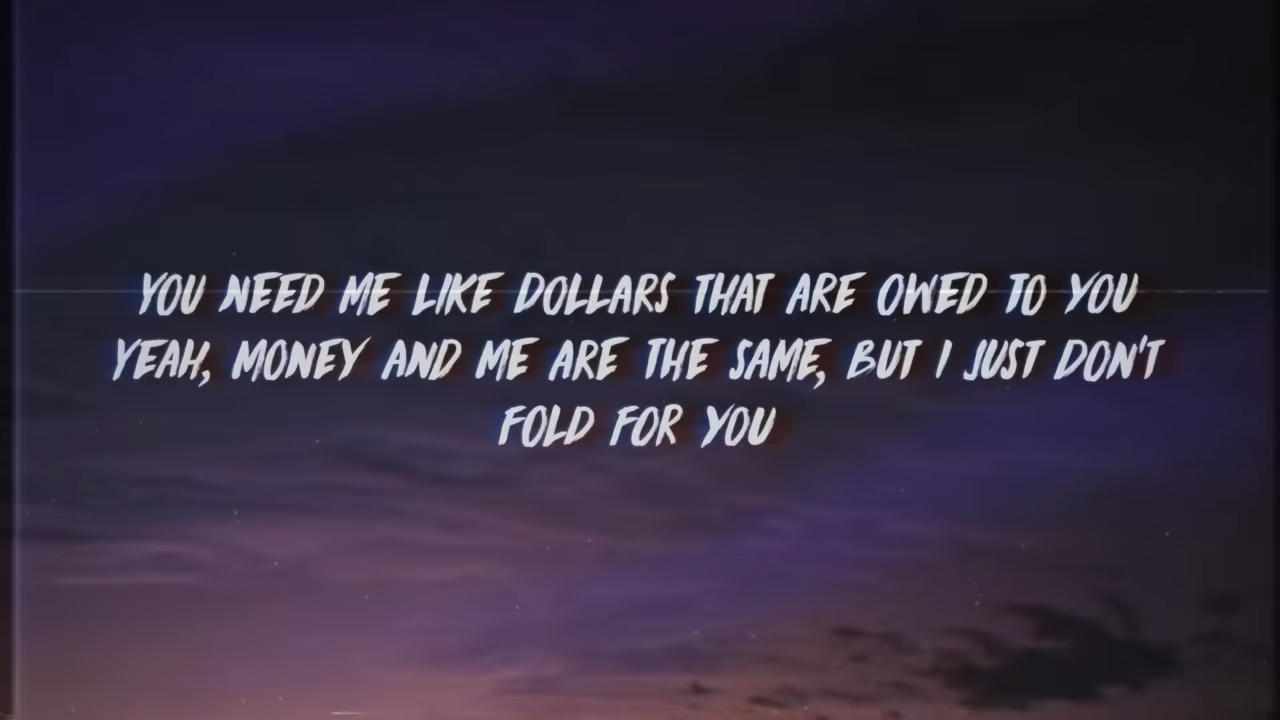 YOU NEED ME LIKE DOLLARS THAT ARE OWED TO YOU
YEAH, MONEY AND ME ARE THE SAME, BUT I JUST DON'T
FOLD FOR YOU